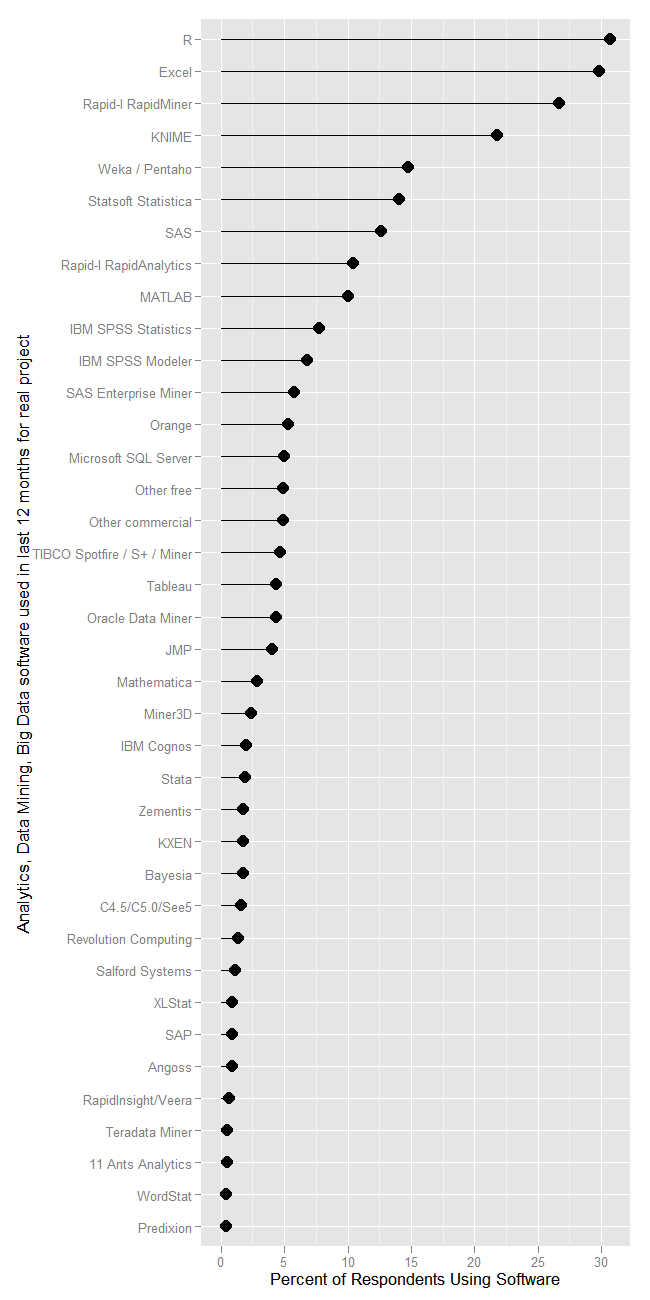 R
Excel
Rapid-I RapidMiner
KNIME
Weka / Pentaho
Statsoft Statistica
SAS
Rapid-I RapidAnalytics
MATLAB
IBM SPSS Statistics
IBM SPSS Modeler
SAS Enterprise Miner
Orange
Microsoft SQL Server
Other free
Other commercial
TIBCO Spotfire / S+ / Miner
Tableau
Oracle Data Miner
JMP
Mathematica
Miner3D
IBM Cognos
Stata
Zementis
KXEN
Bayesia
C4.5/C5.0/See5
Revolution Computing
Salford Systems
XLStat
SAP
Angoss
RapidInsight/Veera
Teradata Miner
11 Ants Analytics
WordStat
Predixion
Analytics, Data Mining, Big Data software used in last 12 months for real project
0 5 10 15 20 25 30
Percent of Respondents Using Software